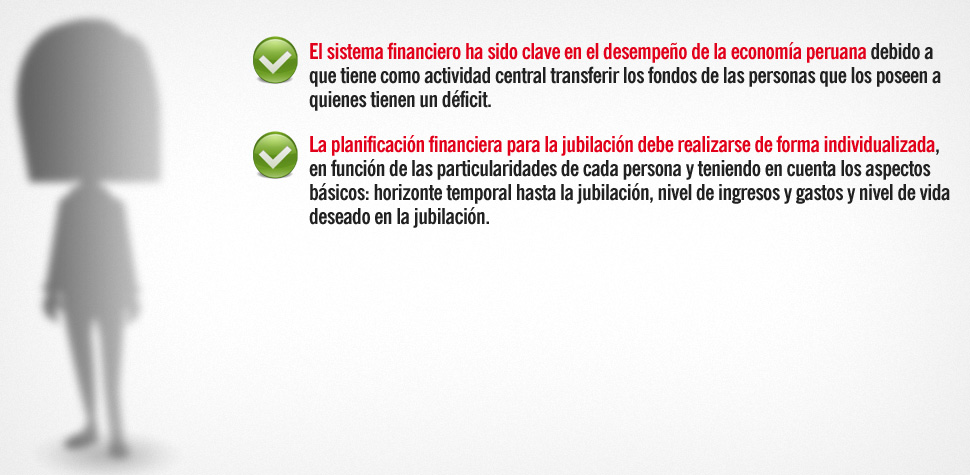 El sistema financiero ha sido clave en el desempeño de la economía peruana debido a
que tiene como actividad central transferir los fondos de las personas que los poseen a
quienes tienen un déficit.
La planificación financiera para la jubilación debe realizarse de forma individualizada,
en función de las particularidades de cada persona y teniendo en cuenta los aspectos
básicos: horizonte temporal hasta la jubilación, nivel de ingresos y gastos y nivel de vida
deseado en la jubilación.